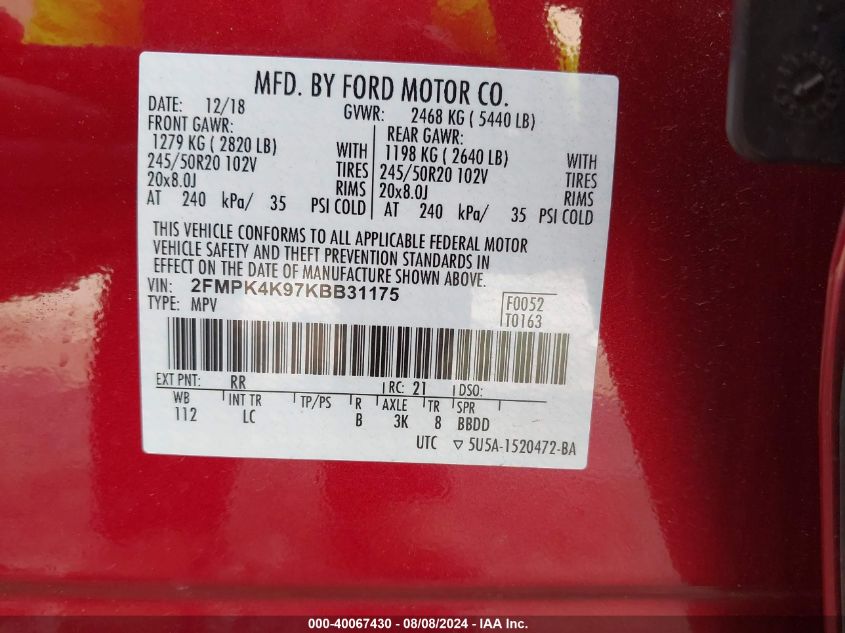 MFD. BY FORD MOTOR CO.
DATE: 12/18 GVWR: 2468 KG ( 5440 LB)
FRONT GAWR: REAR GAWR:
1279 KG ( 2820 LB) WITH 1198 KG ( 2640 LB) WITH
245/50R20 102V TIRES 245/50R20 102V TIRES
20x8.0J RIMS 20x8.0J RIMS
AT 240 kPa/ 35 PSI COLD AT 240 kPa/ 35 PSI COLD
THIS VEHICLE CONFORMS TO ALL APPLICABLE FEDERAL MOTOR
VEHICLE SAFETY AND THEFT PREVENTION STANDARDS IN
EFFECT ON THE DATE OF MANUFACTURE SHOWN ABOVE.
VIN: 2FMPK4K97KBB31175
TYPE: MPV
F0052
T0163
EXT PNT: RR RC: 21 DSO:
WB INT TR TP/PS R AXLE TR SPR
112 LC B 3K 8 BBDD
UTC ▽ 5U5A-1520472-BA
000-40067430 - 08/08/2024 - IAA Inc.